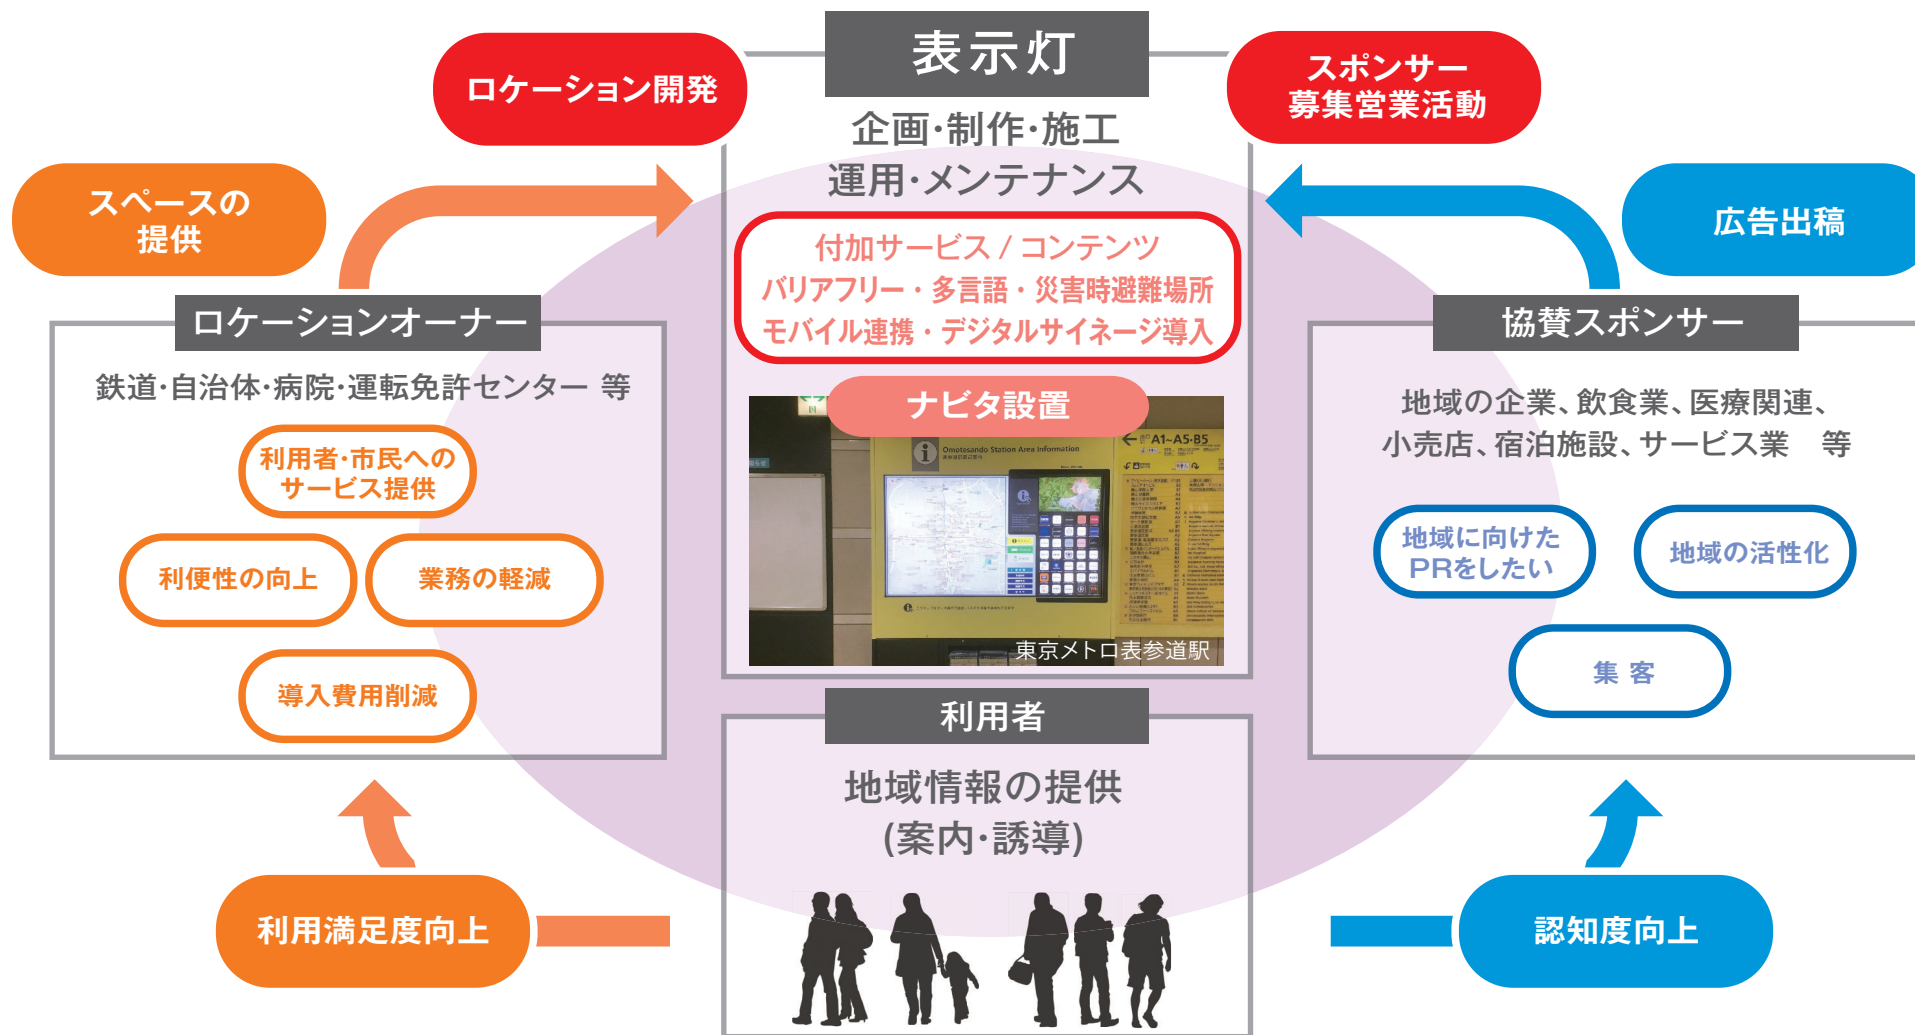 表示灯
ロケーション開発
スポンサー
募集営業活動
企画・制作・施工
運用・メンテナンス
スペースの
提供
広告出稿
付加サービス / コンテンツ
バリアフリー・多言語・災害時避難場所
モバイル連携・デジタルサイネージ導入
ロケーションオーナー
鉄道・自治体・病院・運転免許センター 等
利用者・市民への
サービス提供
利便性の向上
業務の軽減
導入費用削減
ナビタ設置
Omotesando Station Area Information
A1~A5・B5
東京メトロ表参道駅
協賛スポンサー
地域の企業、飲食業、医療関連、
小売店、宿泊施設、サービス業 等
地域に向けた
PRをしたい
地域の活性化
集 客
利用者
地域情報の提供
(案内・誘導)
利用満足度向上
認知度向上